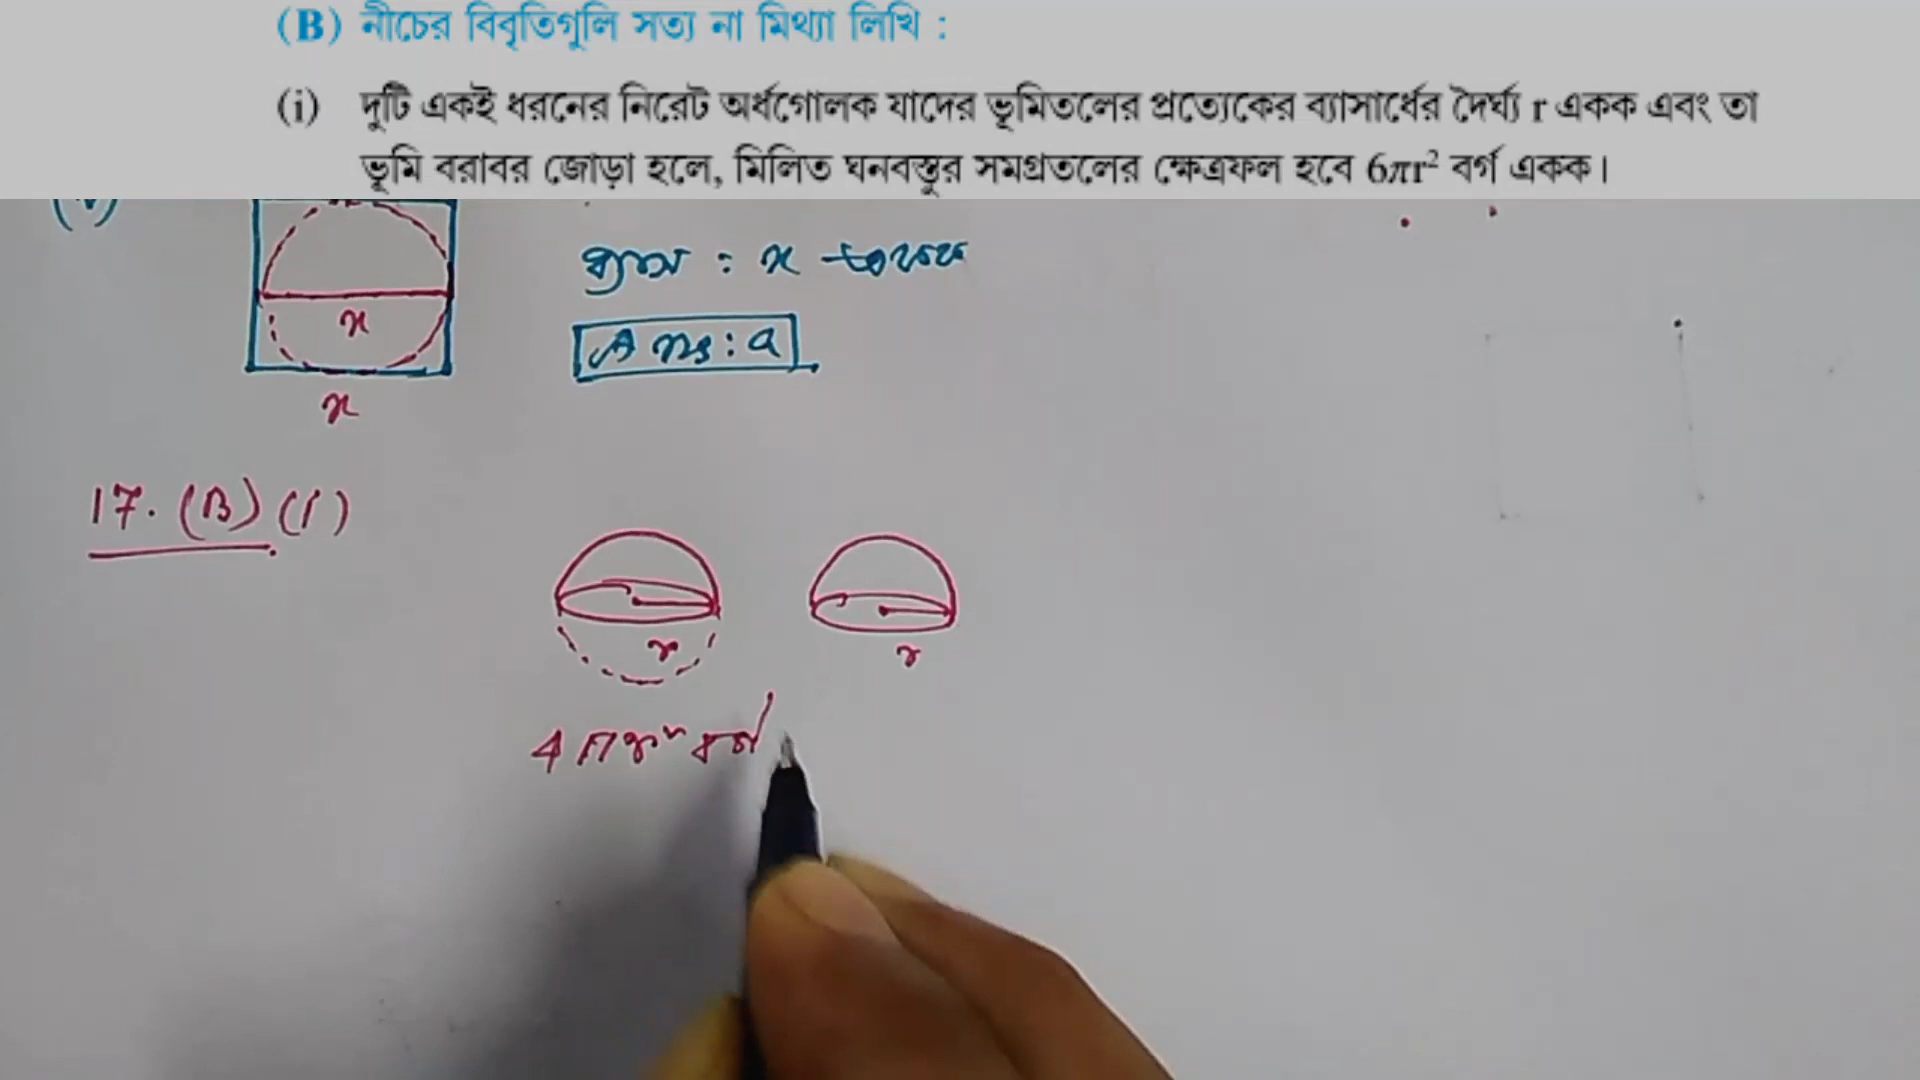 (B) নীচের বিবৃতিগুলি সত্য না মিথ্যা লিখি :
(i) দুটি একই ধরনের নিরেট অর্ধগোলক যাদের ভূমিতলের প্রত্যেকের ব্যাসার্ধের দৈর্ঘ্য r একক এবং তা
ভূমি বরাবর জোড়া হলে, মিলিত ঘনবস্তুর সমগ্রতলের ক্ষেত্রফল হবে 6πr² বর্গ একক।
ব্যাস : x একক
x
Ans : a
x
17. (B) (i)
r r
4πr² বর্গ